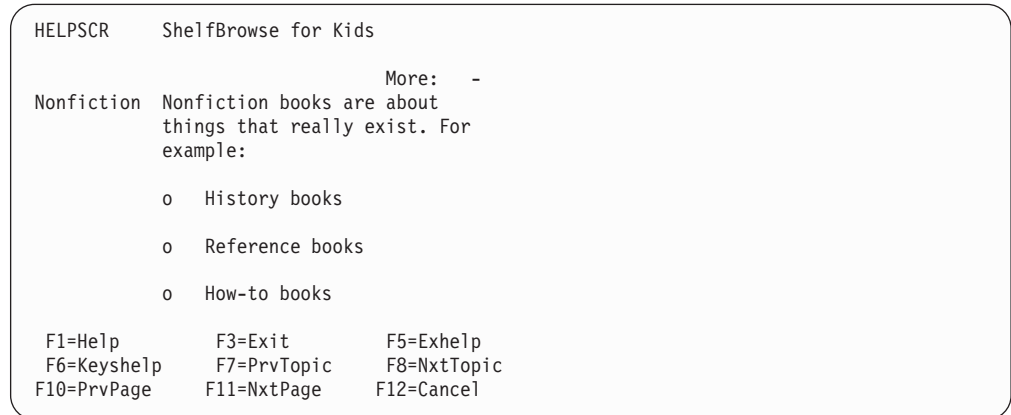 HELPSCR ShelfBrowse for Kids
More: -
Nonfiction Nonfiction books are about
things that really exist. For
example:
o History books
o Reference books
o How-to books
F1=Help F3=Exit F5=Exhelp
F6=Keyshelp F7=PrvTopic F8=NxtTopic
F10=PrvPage F11=NxtPage F12=Cancel